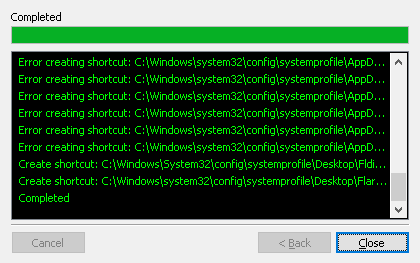 Completed
Error creating shortcut: C:\Windows\system32\config\systemprofile\AppD...
Error creating shortcut: C:\Windows\system32\config\systemprofile\AppD...
Error creating shortcut: C:\Windows\system32\config\systemprofile\AppD...
Error creating shortcut: C:\Windows\system32\config\systemprofile\AppD...
Error creating shortcut: C:\Windows\system32\config\systemprofile\AppD...
Error creating shortcut: C:\Windows\system32\config\systemprofile\AppD...
Create shortcut: C:\Windows\System32\config\systemprofile\Desktop\Fldi...
Create shortcut: C:\Windows\system32\config\systemprofile\Desktop\Flar...
Completed
Cancel
< Back
Close